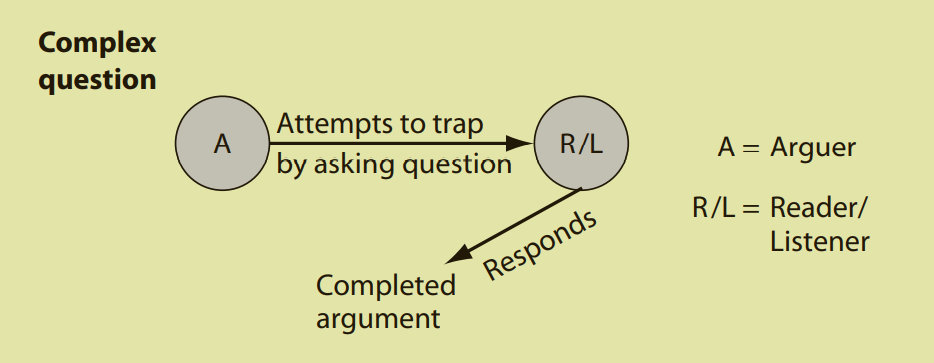 Complex
question
A
Attempts to trap
by asking question
R/L
A = Arguer
R/L = Reader/
Listener
Responds
Completed
argument